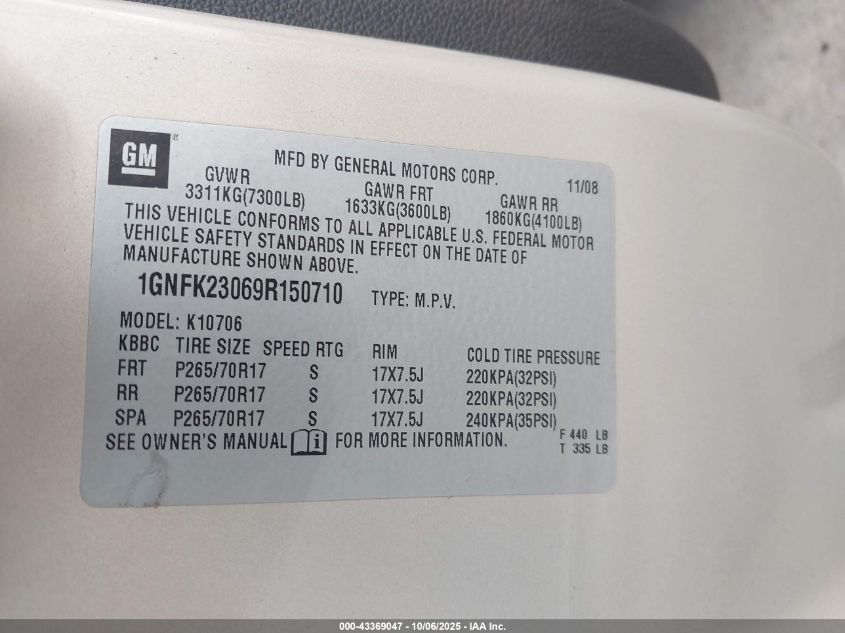 GM ®
MFD BY GENERAL MOTORS CORP. 11/08
GVWR GAWR FRT GAWR RR
3311KG(7300LB) 1633KG(3600LB) 1860KG(4100LB)
THIS VEHICLE CONFORMS TO ALL APPLICABLE U.S. FEDERAL MOTOR
VEHICLE SAFETY STANDARDS IN EFFECT ON THE DATE OF
MANUFACTURE SHOWN ABOVE.
1GNFK23069R150710 TYPE: M.P.V.
MODEL: K10706
KBBC TIRE SIZE SPEED RTG RIM COLD TIRE PRESSURE
FRT P265/70R17 S 17X7.5J 220KPA(32PSI)
RR P265/70R17 S 17X7.5J 220KPA(32PSI)
SPA P265/70R17 S 17X7.5J 240KPA(35PSI)
SEE OWNER'S MANUAL i FOR MORE INFORMATION.
F 440 LB
T 335 LB
000-43369047 - 10/06/2025 - IAA Inc.